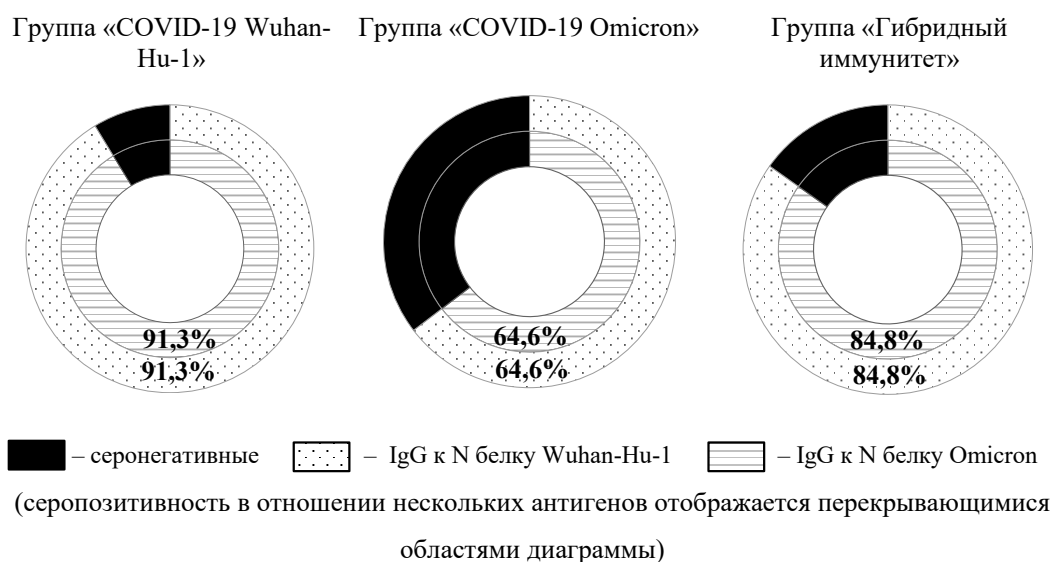 Группа «COVID-19 Wuhan-
Hu-1»
Группа «COVID-19 Omicron»
Группа «Гибридный
иммунитет»
91,3%
91,3%
64,6%
64,6%
84,8%
84,8%
– серонегативные
– IgG к N белку Wuhan-Hu-1
– IgG к N белку Omicron
(серопозитивность в отношении нескольких антигенов отображается перекрывающимися
областями диаграммы)